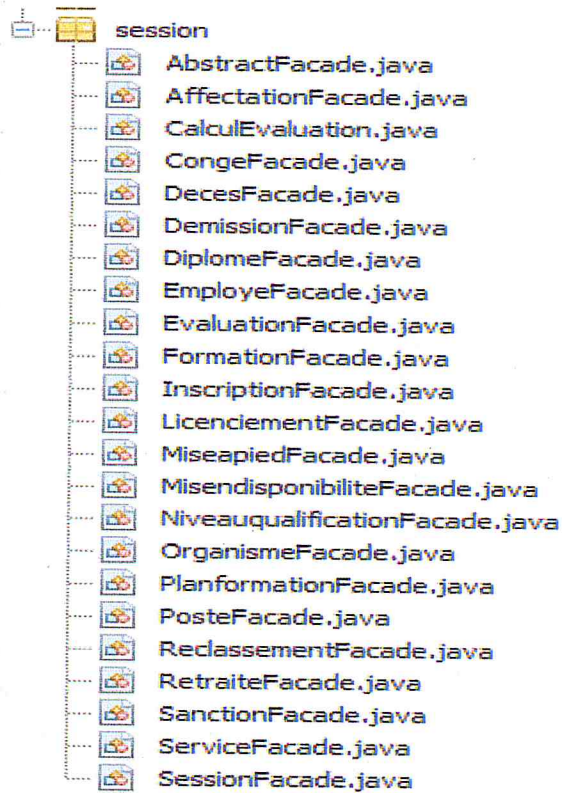 session
AbstractFacade.java
AffectationFacade.java
CalculEvaluation.java
CongeFacade.java
DecesFacade.java
DemissionFacade.java
DiplomeFacade.java
EmployeFacade.java
EvaluationFacade.java
FormationFacade.java
InscriptionFacade.java
LicenciementFacade.java
MiseapiedFacade.java
MisendisponibiliteFacade.java
NiveauqualificationFacade.java
OrganismeFacade.java
PlanformationFacade.java
PosteFacade.java
ReclassementFacade.java
RetraiteFacade.java
SanctionFacade.java
ServiceFacade.java
SessionFacade.java